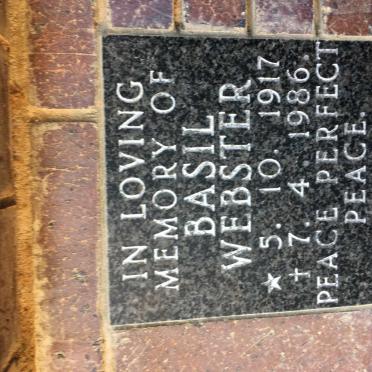 IN LOVING
MEMORY OF
BASIL
WEBSTER
★ 5. 10. 1917
✝ 7. 4 1986.
PEACE PERFECT
PEACE.